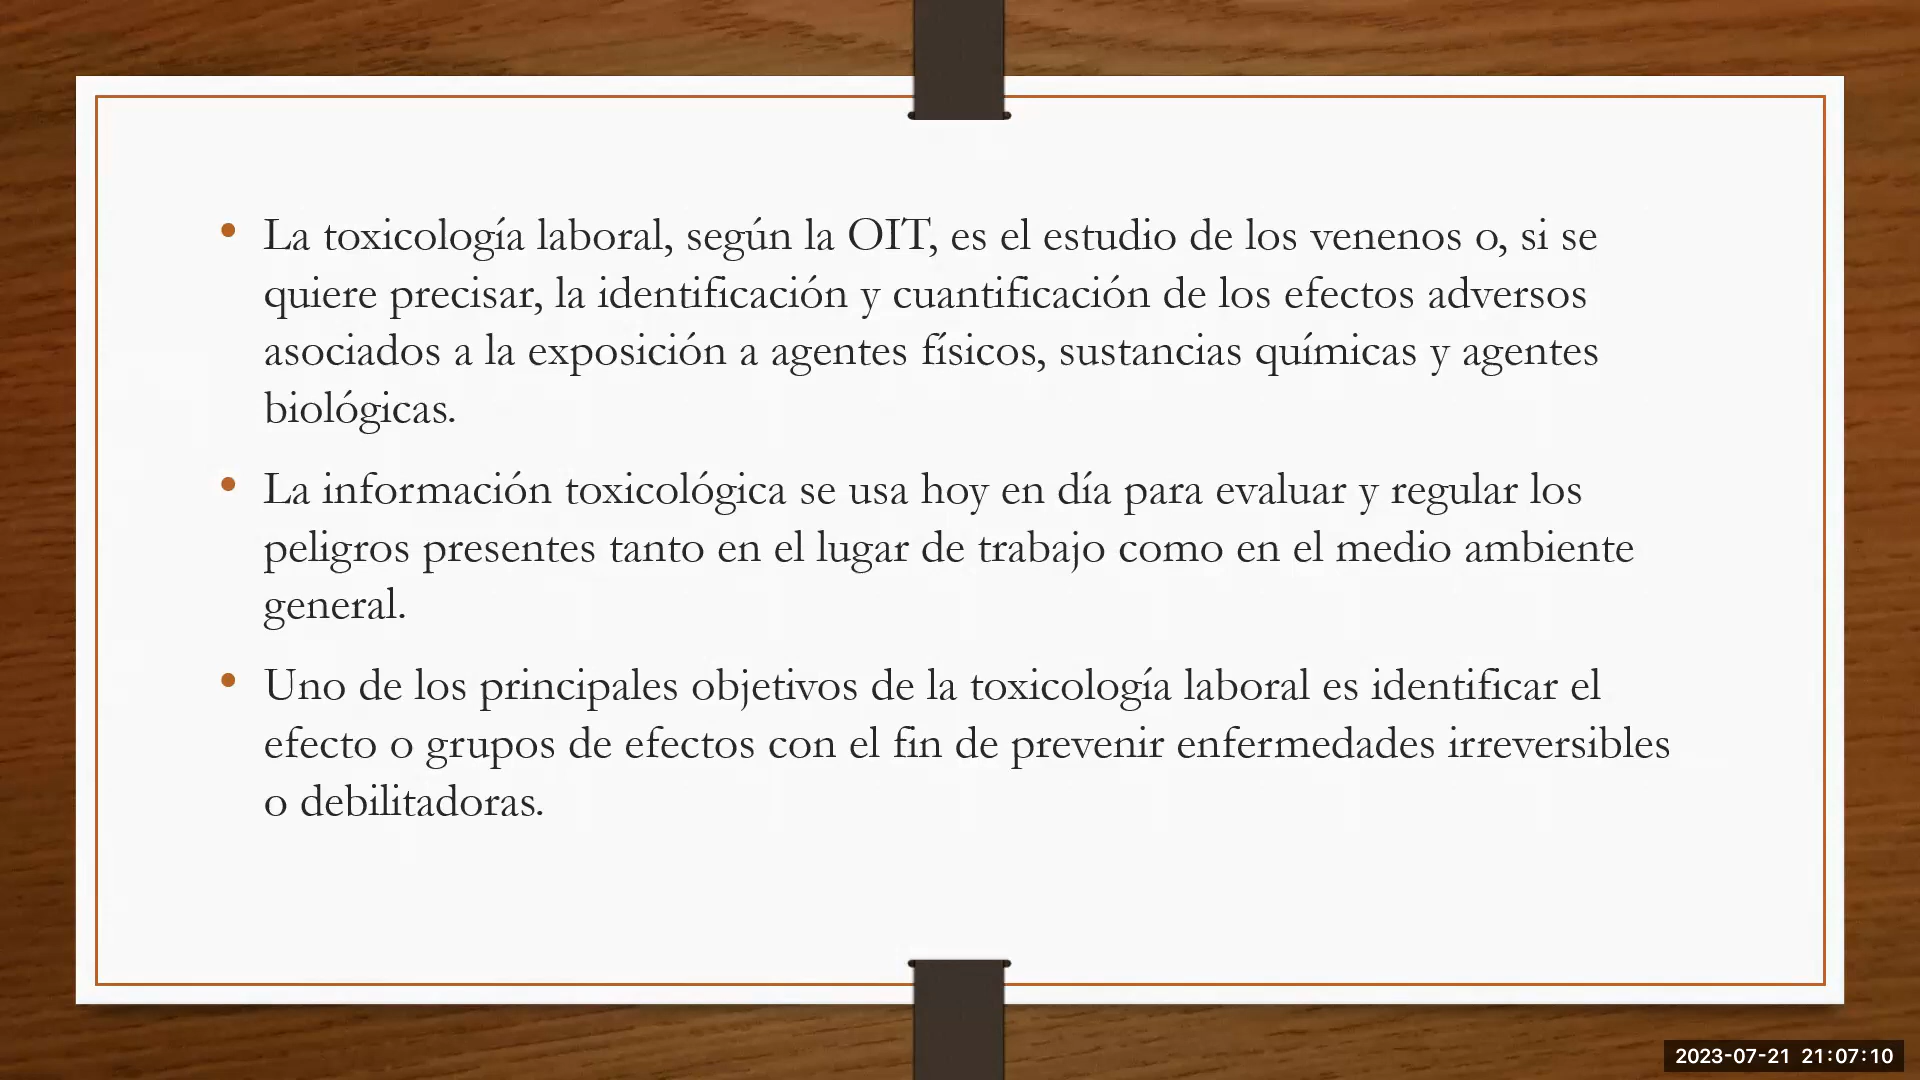 • La toxicología laboral, según la OIT, es el estudio de los venenos o, si se
quiere precisar, la identificación y cuantificación de los efectos adversos
asociados a la exposición a agentes físicos, sustancias químicas y agentes
biológicas.
• La información toxicológica se usa hoy en día para evaluar y regular los
peligros presentes tanto en el lugar de trabajo como en el medio ambiente
general.
• Uno de los principales objetivos de la toxicología laboral es identificar el
efecto o grupos de efectos con el fin de prevenir enfermedades irreversibles
o debilitadoras.
2023-07-21 21:07:10